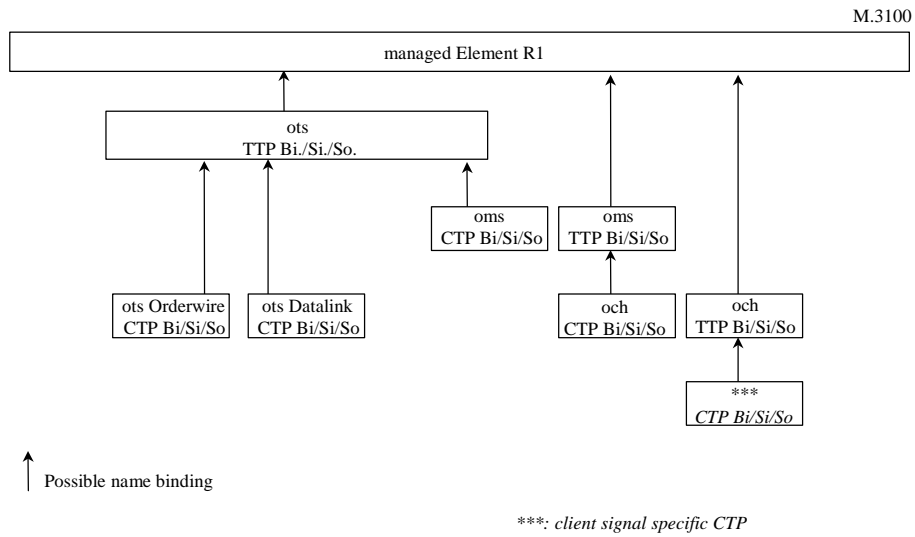 M.3100
managed Element R1
ots
TTP Bi./Si./So.
oms
CTP Bi/Si/So
oms
TTP Bi/Si/So
ots Orderwire
CTP Bi/Si/So
ots Datalink
CTP Bi/Si/So
och
CTP Bi/Si/So
och
TTP Bi/Si/So
***
CTP Bi/Si/So
Possible name binding
***: client signal specific CTP